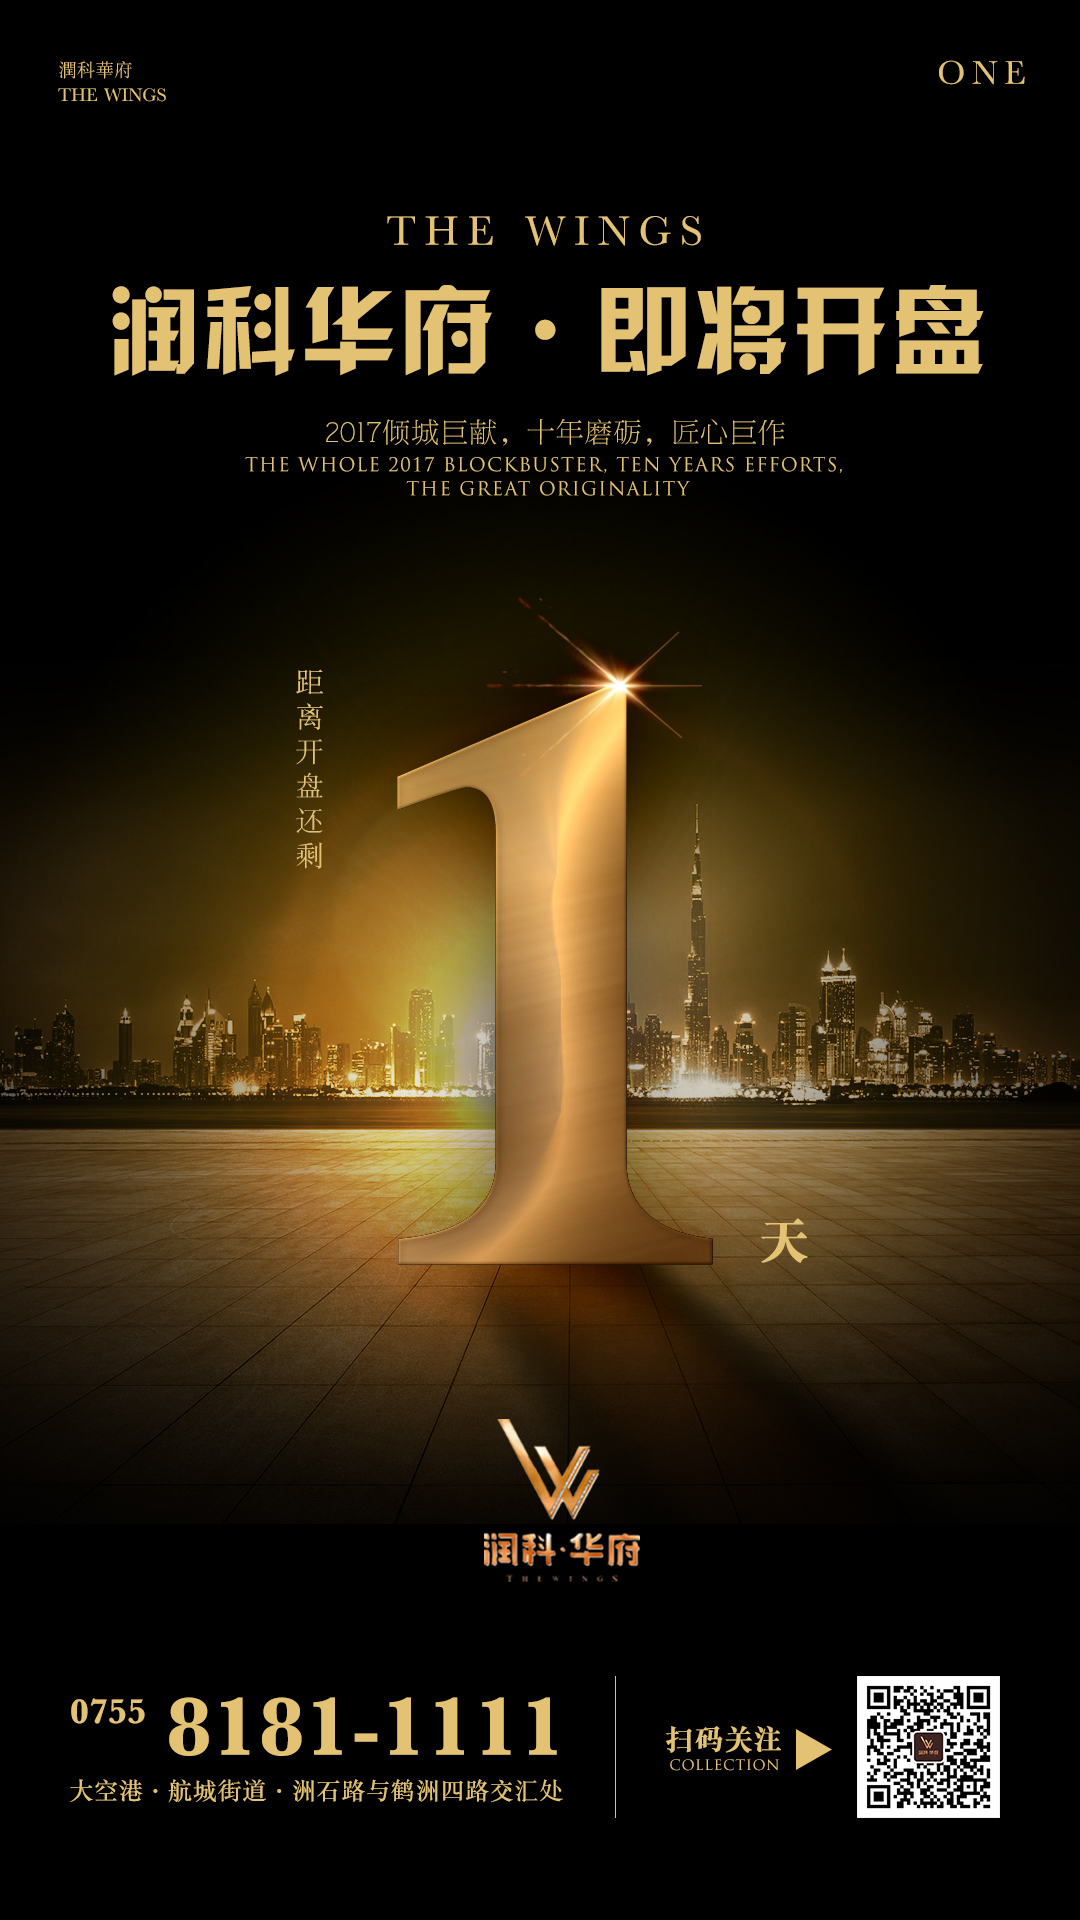 潤科華府
THE WINGS
ONE
THE WINGS
润科华府·即将开盘
2017倾城巨献，十年磨砺，匠心巨作
THE WHOLE 2017 BLOCKBUSTER, TEN YEARS EFFORTS,
THE GREAT ORIGINALITY
距离开盘还剩
1
天
润科·华府
THEWINGS
0755 8181-1111
大空港·航城街道·洲石路与鹤洲四路交汇处
扫码关注
COLLECTION